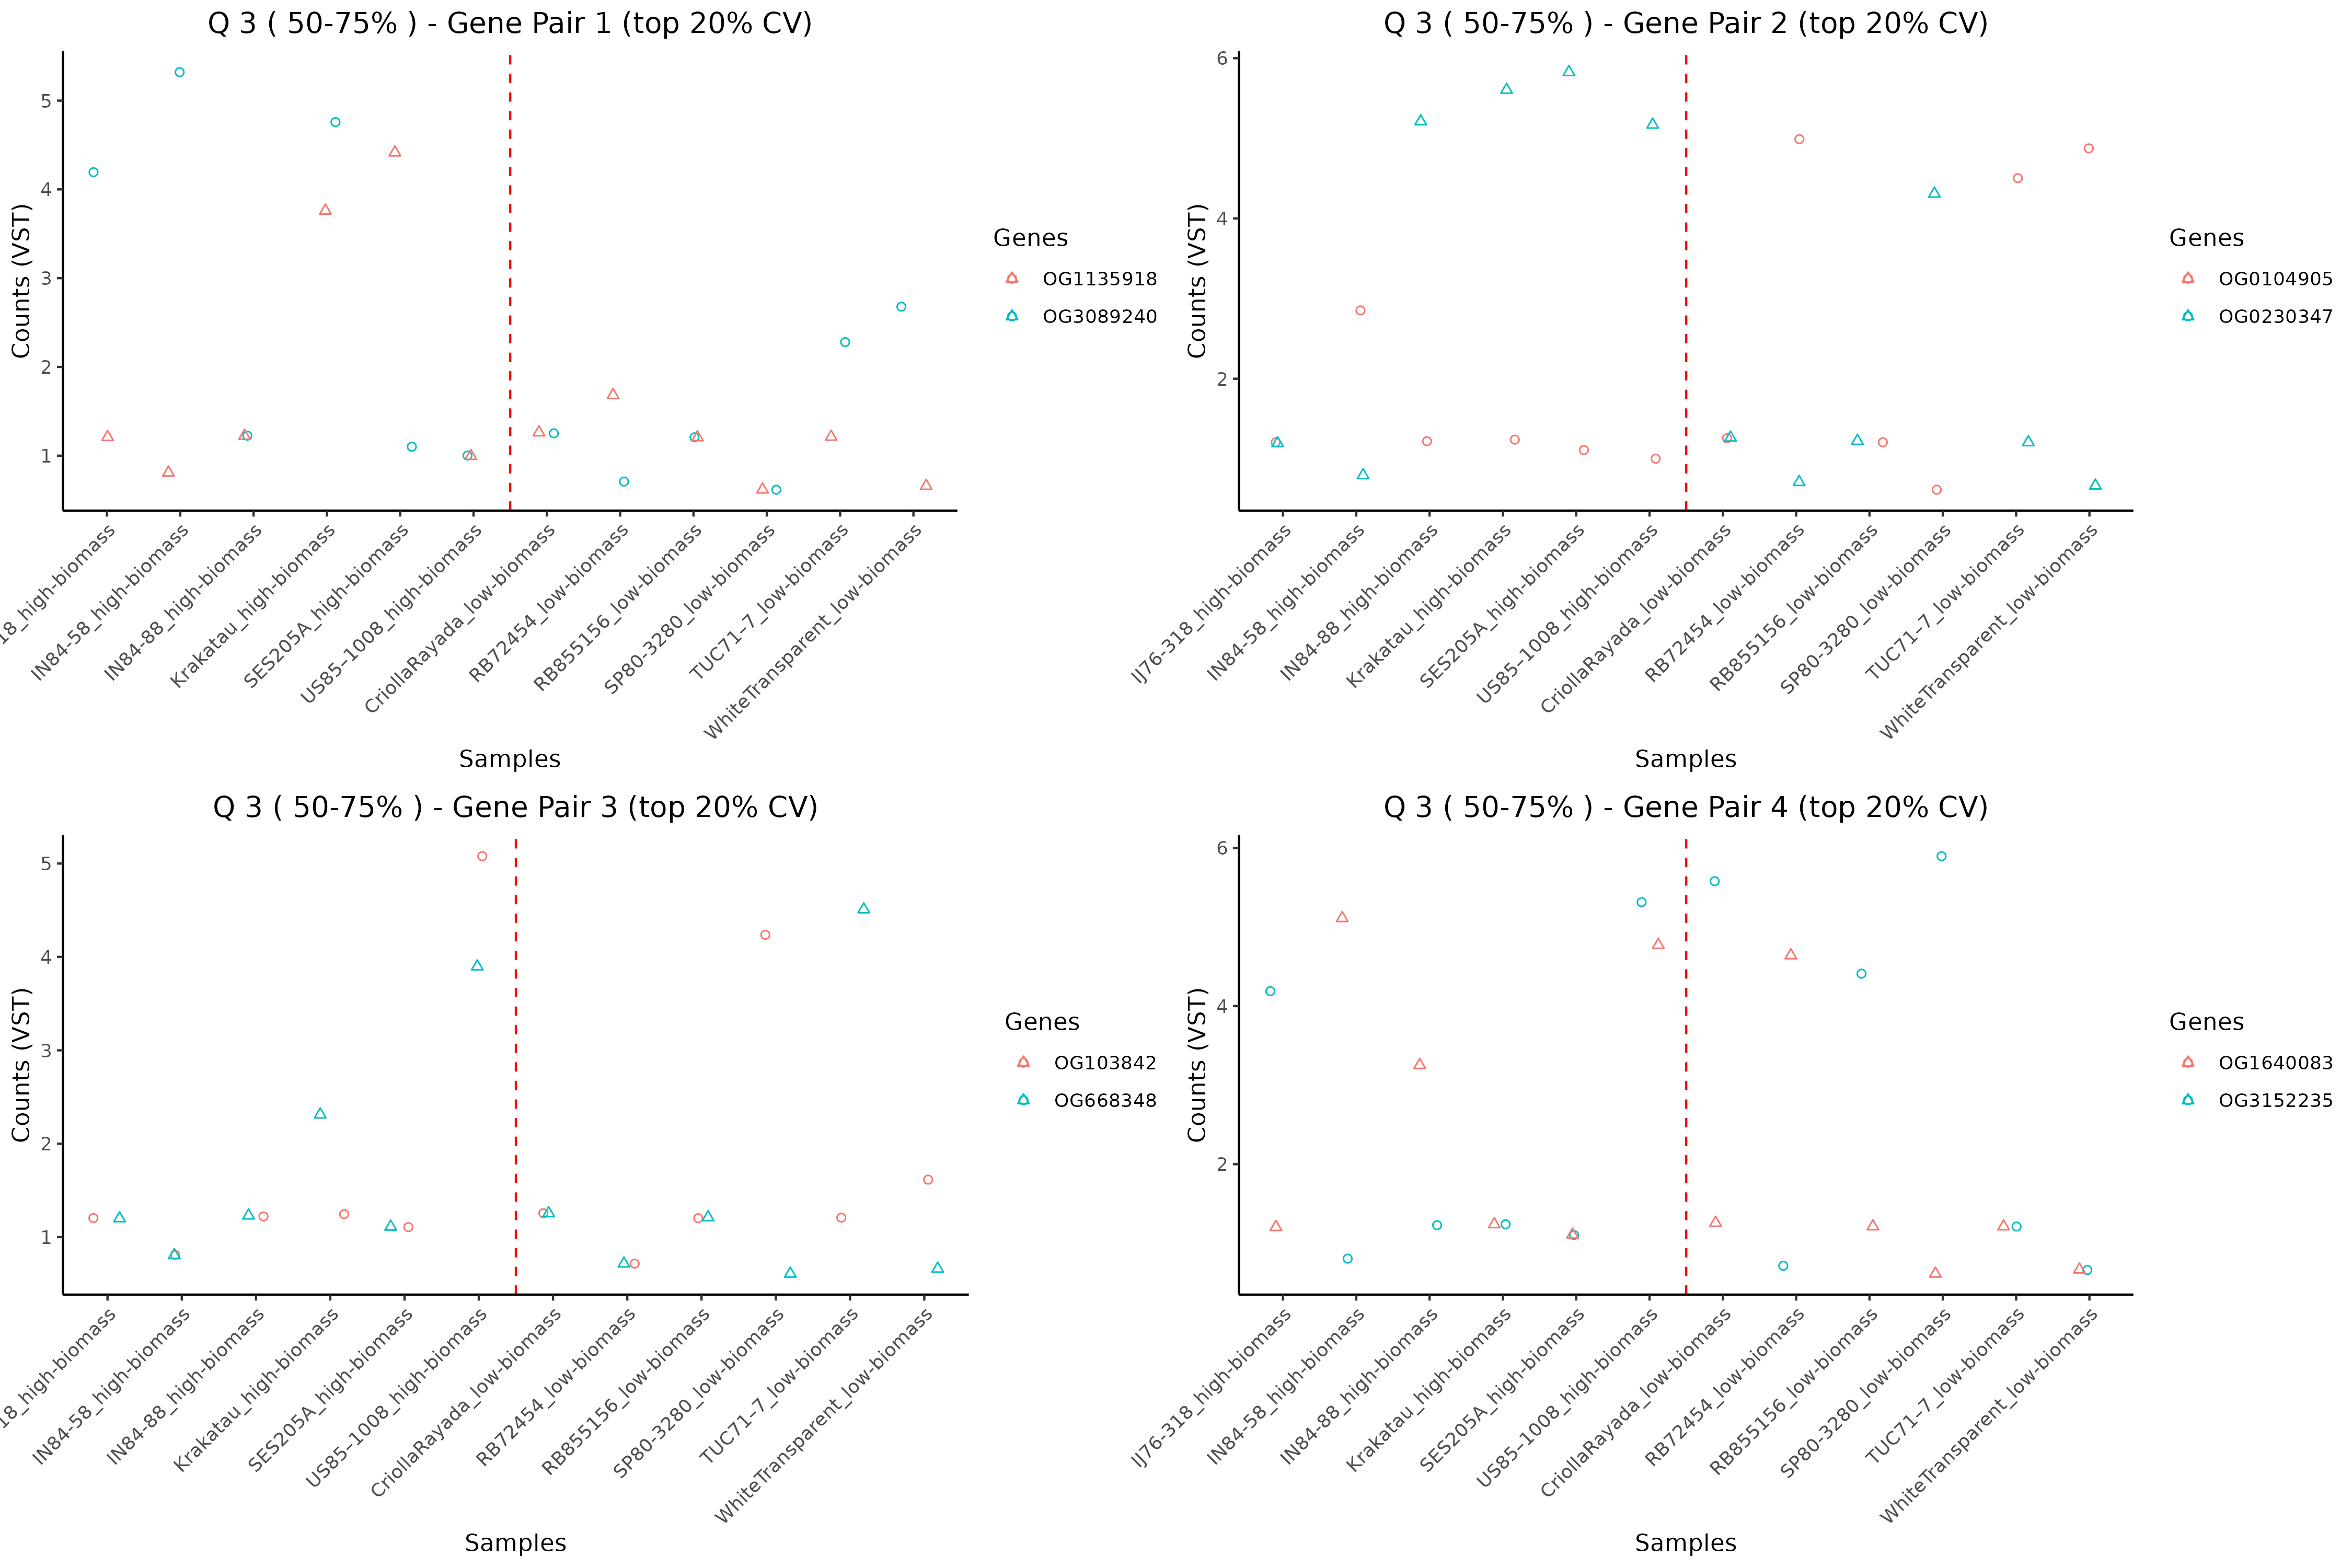 Q 3 ( 50-75% ) - Gene Pair 1 (top 20% CV)
Counts (VST)
5
4
3
2
1
18_high-biomass
IN84-58_high-biomass
IN84-88_high-biomass
Krakatau_high-biomass
SES205A_high-biomass
US85-1008_high-biomass
CriollaRayada_low-biomass
RB72454_low-biomass
RB855156_low-biomass
SP80-3280_low-biomass
TUC71-7_low-biomass
WhiteTransparent_low-biomass
Samples
Genes
OG1135918
OG3089240
Q 3 ( 50-75% ) - Gene Pair 2 (top 20% CV)
Counts (VST)
6
4
2
IJ76-318_high-biomass
IN84-58_high-biomass
IN84-88_high-biomass
Krakatau_high-biomass
SES205A_high-biomass
US85-1008_high-biomass
CriollaRayada_low-biomass
RB72454_low-biomass
RB855156_low-biomass
SP80-3280_low-biomass
TUC71-7_low-biomass
WhiteTransparent_low-biomass
Samples
Genes
OG0104905
OG0230347
Q 3 ( 50-75% ) - Gene Pair 3 (top 20% CV)
Counts (VST)
5
4
3
2
1
18_high-biomass
IN84-58_high-biomass
IN84-88_high-biomass
Krakatau_high-biomass
SES205A_high-biomass
US85-1008_high-biomass
CriollaRayada_low-biomass
RB72454_low-biomass
RB855156_low-biomass
SP80-3280_low-biomass
TUC71-7_low-biomass
WhiteTransparent_low-biomass
Samples
Genes
OG103842
OG668348
Q 3 ( 50-75% ) - Gene Pair 4 (top 20% CV)
Counts (VST)
6
4
2
IJ76-318_high-biomass
IN84-58_high-biomass
IN84-88_high-biomass
Krakatau_high-biomass
SES205A_high-biomass
US85-1008_high-biomass
CriollaRayada_low-biomass
RB72454_low-biomass
RB855156_low-biomass
SP80-3280_low-biomass
TUC71-7_low-biomass
WhiteTransparent_low-biomass
Samples
Genes
OG1640083
OG3152235